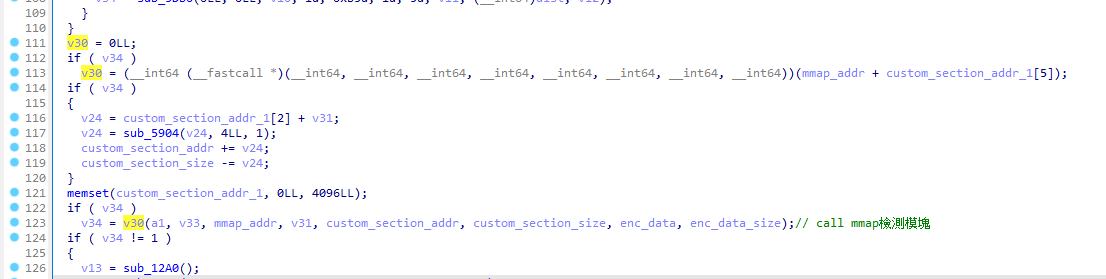 109 }
110 }
111 v30 = 0LL;
112 if ( v34 )
113 v30 = (__int64 (__fastcall *)(__int64, __int64, __int64, __int64, __int64, __int64, __int64, __int64))(mmap_addr + custom_section_addr_1[5]);
114 if ( v34 )
115 {
116 v24 = custom_section_addr_1[2] + v31;
117 v24 = sub_5904(v24, 4LL, 1);
118 custom_section_addr += v24;
119 custom_section_size -= v24;
120 }
121 memset(custom_section_addr_1, 0LL, 4096LL);
122 if ( v34 )
123 v34 = v30(a1, v33, mmap_addr, v31, custom_section_addr, custom_section_size, enc_data, enc_data_size);// call mmap檢測模塊
124 if ( v34 != 1 )
125 {
126 v13 = sub_12A0();